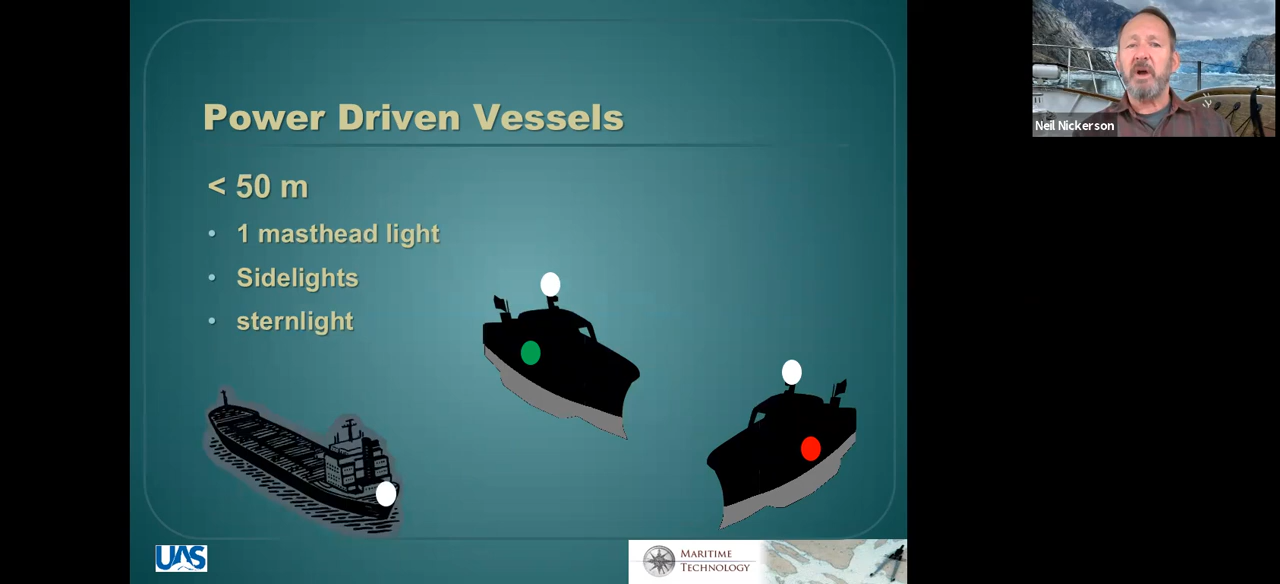 Power Driven Vessels
< 50 m
• 1 masthead light
• Sidelights
• sternlight
UAS
MARITIME
TECHNOLOGY
Neil Nickerson